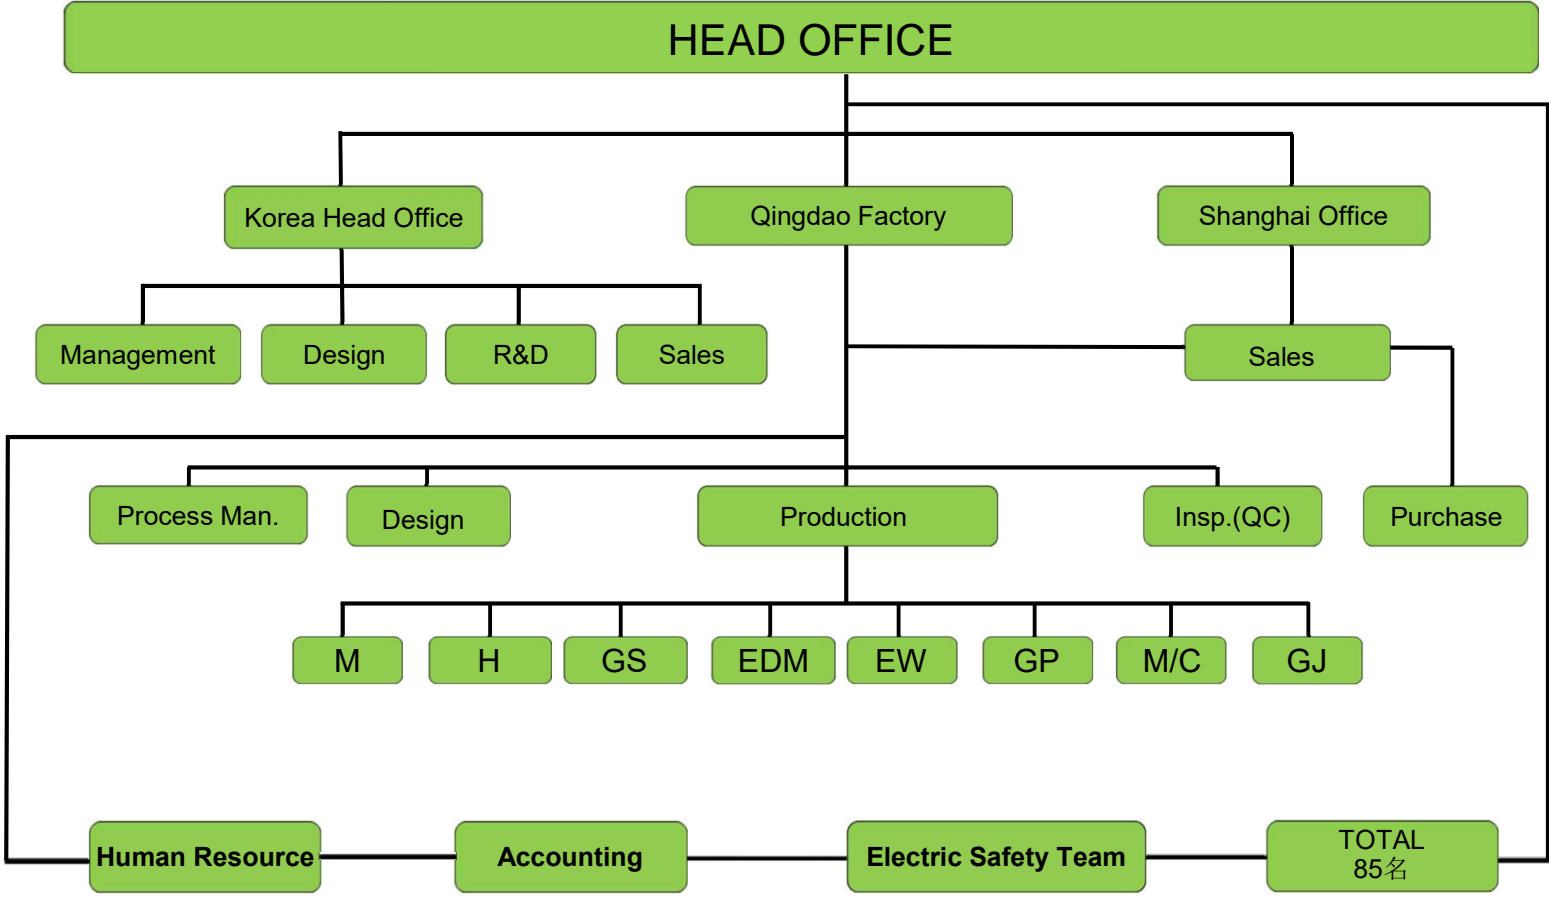 HEAD OFFICE
Korea Head Office
Qingdao Factory
Shanghai Office
Management
Design
R&D
Sales
Sales
Process Man.
Design
Production
Insp.(QC)
Purchase
M
H
GS
EDM
EW
GP
M/C
GJ
Human Resource
Accounting
Electric Safety Team
TOTAL
85名